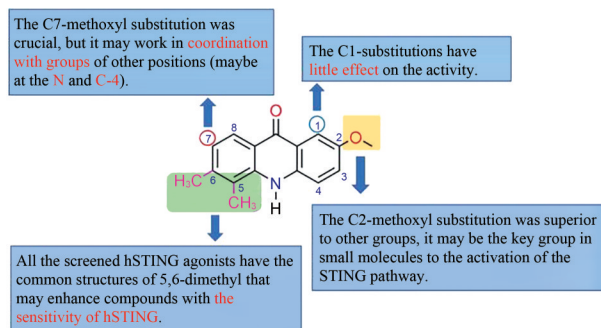 The C7-methoxyl substitution was
crucial, but it may work in coordination
with groups of other positions (maybe
at the N and C-4).
The C1-substitutions have
little effect on the activity.
O
7
8
1
2
O
3
4
N
H
5
6
H₃C
CH₃
All the screened hSTING agonists have the
common structures of 5,6-dimethyl that
may enhance compounds with the
sensitivity of hSTING.
The C2-methoxyl substitution was superior
to other groups, it may be the key group in
small molecules to the activation of the
STING pathway.